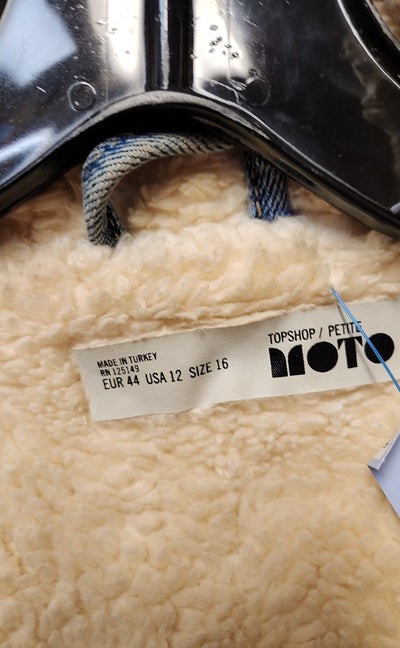 MADE IN TURKEY
RN 125149
EUR 44 USA 12 SIZE 16
TOPSHOP / PETITE
MOTO